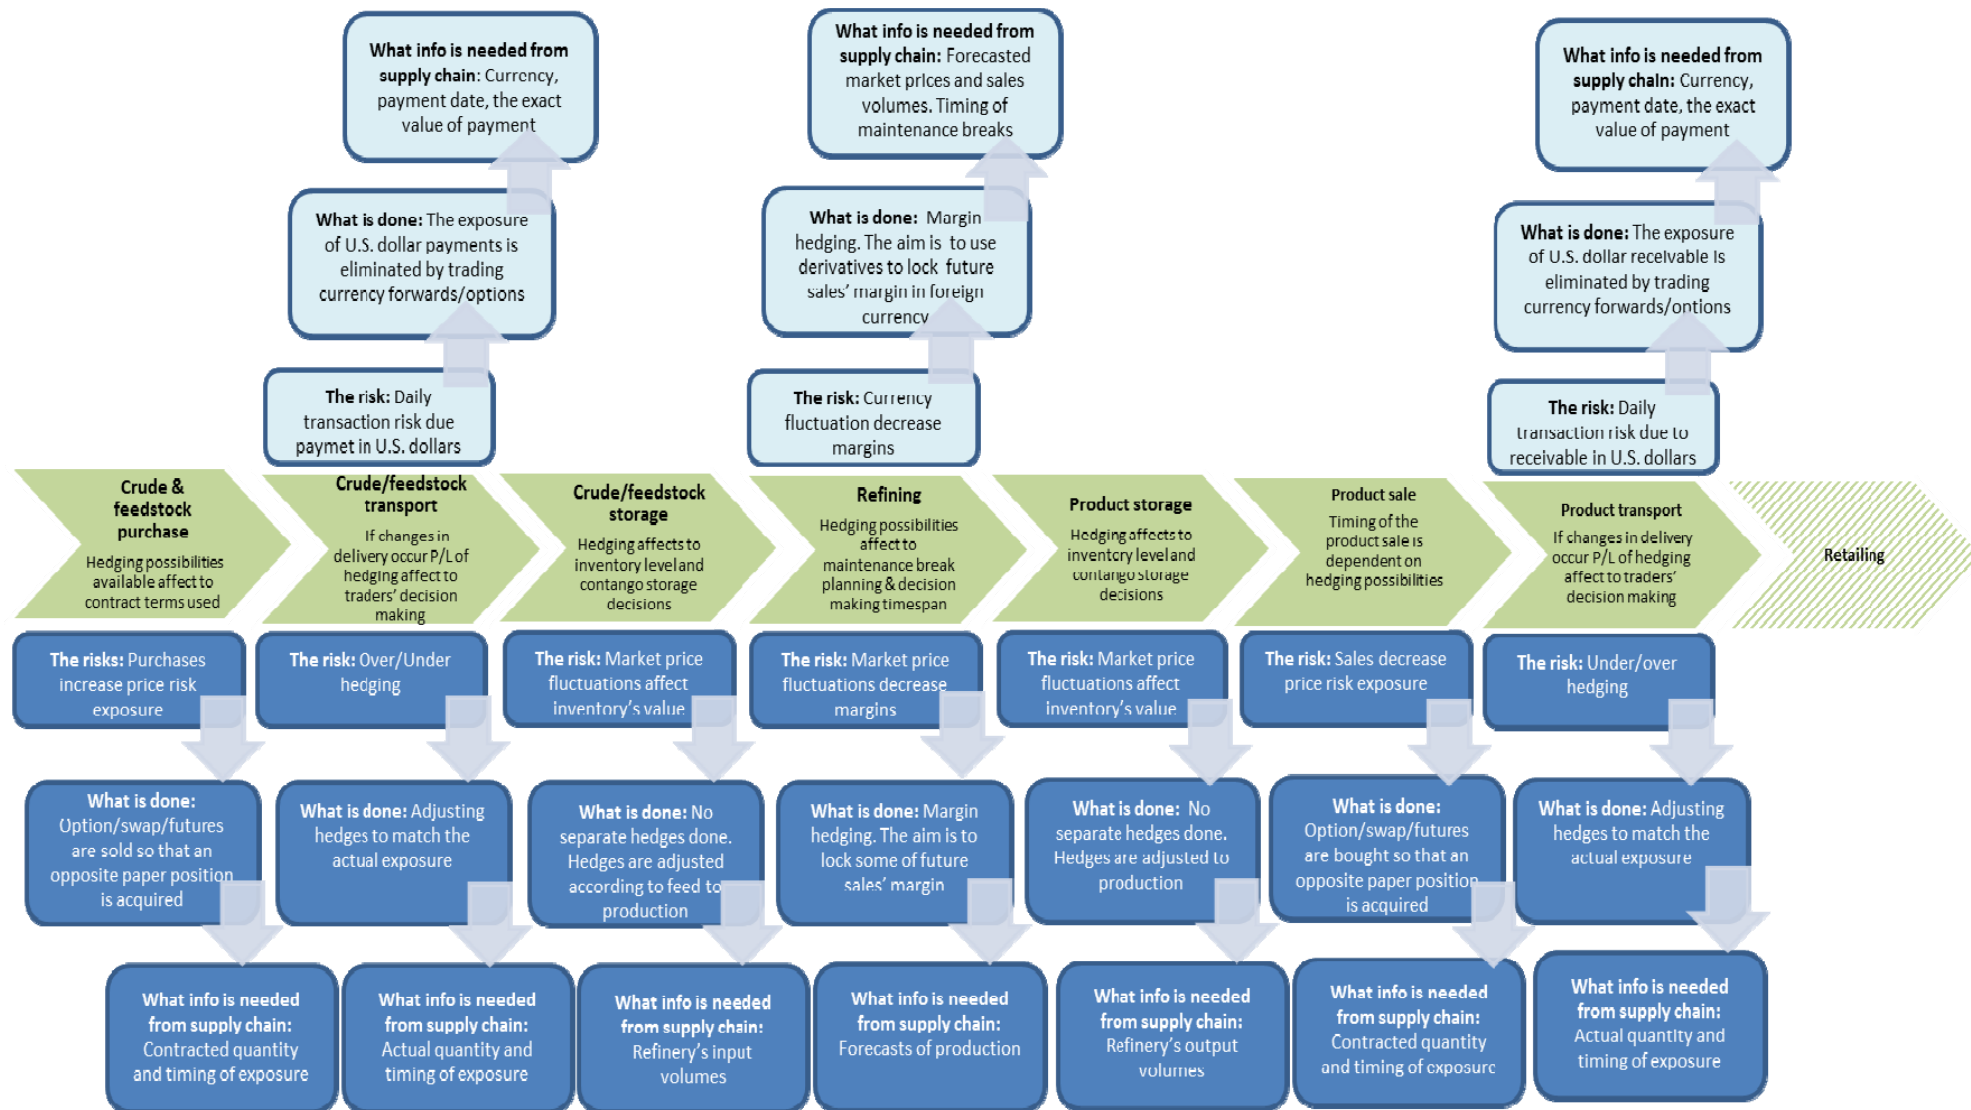 What info is needed from
supply chain: Currency,
payment date, the exact
value of payment
What info is needed from
supply chain: Forecasted
market prices and sales
volumes. Timing of
maintenance breaks
What info is needed from
supply chain: Currency,
payment date, the exact
value of payment
What is done: The exposure
of U.S. dollar payments is
eliminated by trading
currency forwards/options
What is done: Margin
hedging. The aim is to use
derivatives to lock future
sales' margin in foreign
currency
What is done: The exposure
of U.S. dollar receivable is
eliminated by trading
currency forwards/options
The risk: Daily
transaction risk due
paymet in U.S. dollars
The risk: Currency
fluctuation decrease
margins
The risk: Daily
transaction risk due to
receivable in U.S. dollars
Crude &
feedstock
purchase
Hedging possibilities
available affect to
contract terms used
Crude/feedstock
transport
If changes in
delivery occur P/L of
hedging affect to
traders' decision
making
Crude/feedstock
storage
Hedging affects to
inventory level and
contango storage
decisions
Refining
Hedging possibilities
affect to
maintenance break
planning & decision
making timespan
Product storage
Hedging affects to
inventory level and
contango storage
decisions
Product sale
Timing of the
product sale is
dependent on
hedging possibilities
Product transport
If changes in delivery
occur P/L of hedging
affect to traders'
decision making
Retailing
The risks: Purchases
increase price risk
exposure
The risk: Over/Under
hedging
The risk: Market price
fluctuations affect
inventory's value
The risk: Market price
fluctuations decrease
margins
The risk: Market price
fluctuations affect
inventory's value
The risk: Sales decrease
price risk exposure
The risk: Under/over
hedging
What is done:
Option/swap/futures
are sold so that an
opposite paper position
is acquired
What is done: Adjusting
hedges to match the
actual exposure
What is done: No
separate hedges done.
Hedges are adjusted
according to feed to
production
What is done: Margin
hedging. The aim is to
lock some of future
sales' margin
What is done: No
separate hedges done.
Hedges are adjusted to
production
What is done:
Option/swap/futures
are bought so that an
opposite paper position
is acquired
What is done: Adjusting
hedges to match the
actual exposure
What info is needed
from supply chain:
Contracted quantity
and timing of exposure
What info is needed
from supply chain:
Actual quantity and
timing of exposure
What info is needed
from supply chain:
Refinery's input
volumes
What info is needed
from supply chain:
Forecasts of production
What info is needed
from supply chain:
Refinery's output
volumes
What info is needed
from supply chain:
Contracted quantity
and timing of exposure
What info is needed
from supply chain:
Actual quantity and
timing of exposure